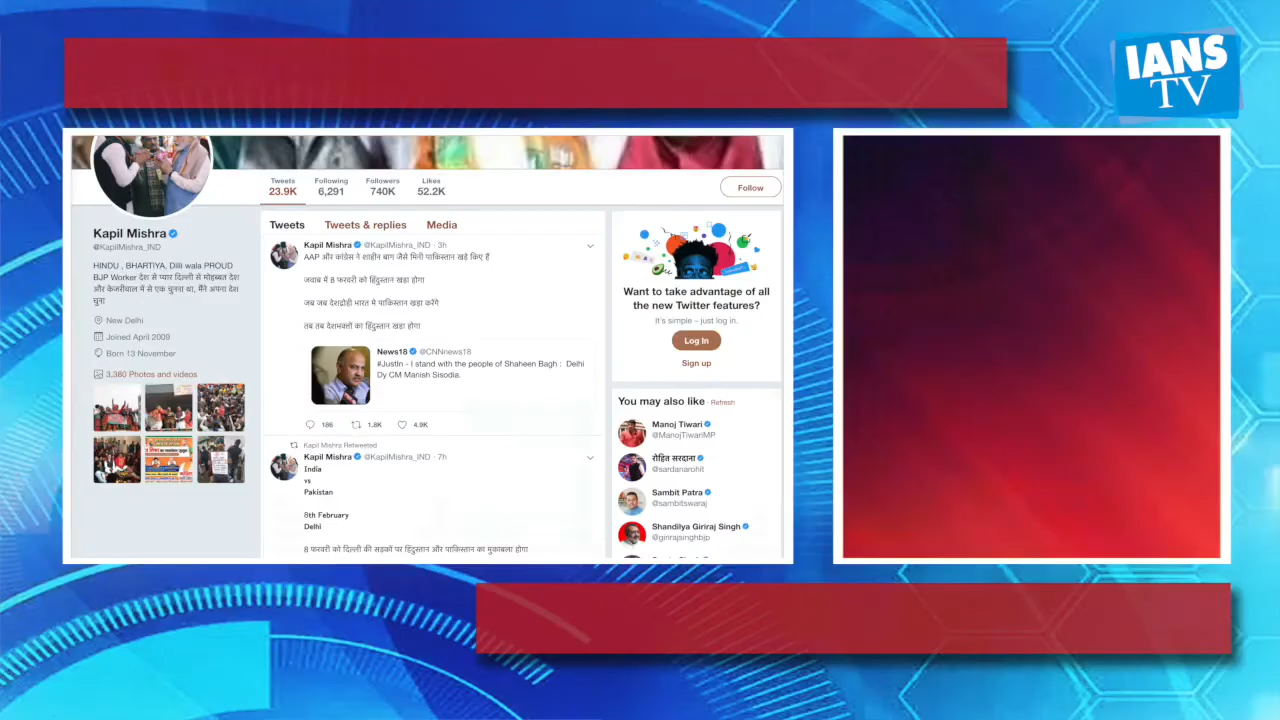 IANS
TV
Tweets
23.9K
Following
6,291
Followers
740K
Likes
52.2K
Follow
Kapil Mishra
@KapilMishra_IND
HINDU , BHARTIYA, Dilli wala PROUD
BJP Worker देश से प्यार दिल्ली से मोहब्बत देश
और केजरीवाल में से एक चुनना था, मैंने अपना देश
चुना
New Delhi
Joined April 2009
Born 13 November
3,380 Photos and videos
Tweets Tweets & replies Media
Kapil Mishra @KapilMishra_IND · 3h
AAP और कांग्रेस ने शाहीन बाग जैसे मिनी पाकिस्तान खड़े किए हैं
जवाब में 8 फरवरी को हिंदुस्तान खड़ा होगा
जब जब देशद्रोही भारत मे पाकिस्तान खड़ा करेंगे
तब तब देशभक्तों का हिंदुस्तान खड़ा होगा
News18 @CNNnews18
#JustIn - I stand with the people of Shaheen Bagh : Delhi
Dy CM Manish Sisodia.
186 1.8K 4.9K
Kapil Mishra Retweeted
Kapil Mishra @KapilMishra_IND · 7h
India
vs
Pakistan
8th February
Delhi
8 फरवरी को दिल्ली की सड़कों पर हिंदुस्तान और पाकिस्तान का मुकाबला होगा
Want to take advantage of all
the new Twitter features?
It's simple – just log in.
Log In
Sign up
You may also like · Refresh
Manoj Tiwari
@ManojTiwariMP
रोहित सरदाना
@sardanarohit
Sambit Patra
@sambitswaraj
Shandilya Giriraj Singh
@girirajsinghbjp